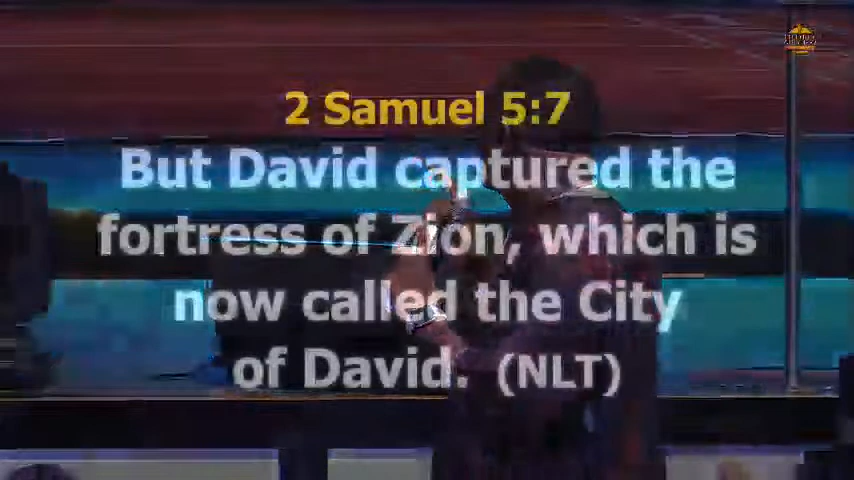 2 Samuel 5:7
But David captured the
fortress of Zion, which is
now called the City
of David. (NLT)